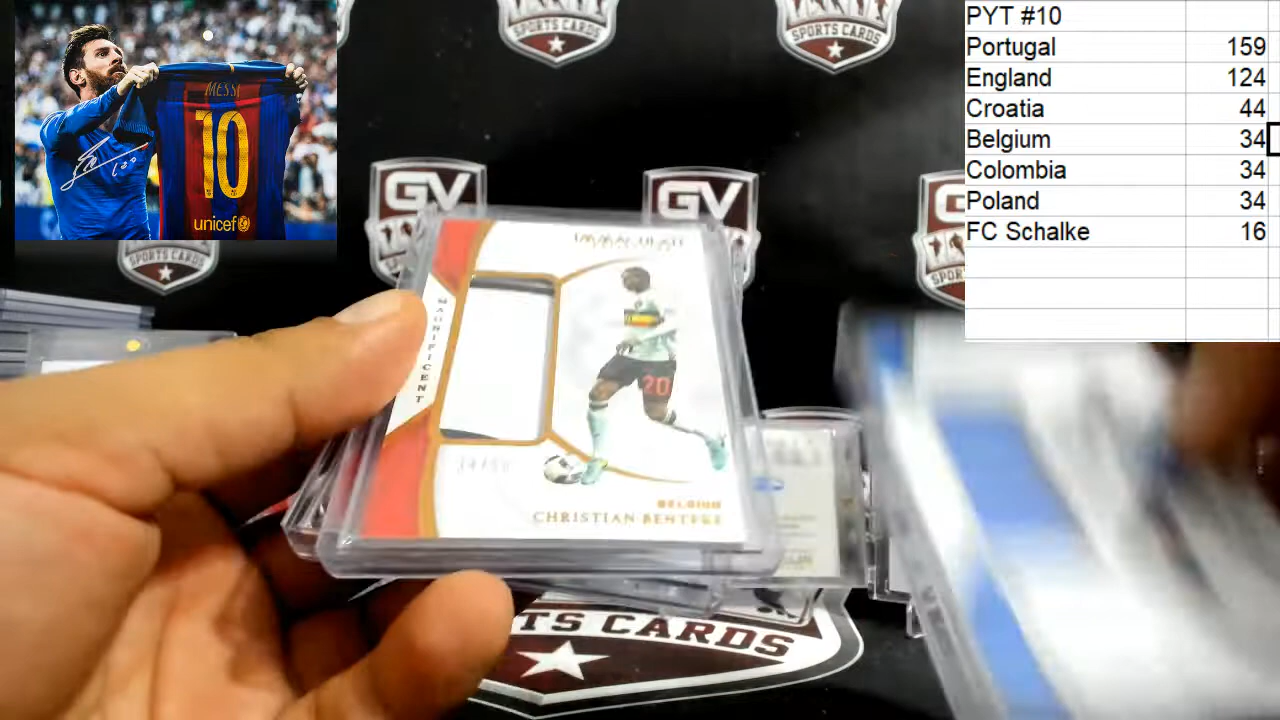 MESSI
10
unicef
SPORTS CARDS
SPORTS CARDS
PYT #10
Portugal 159
England 124
Croatia 44
Belgium 34
Colombia 34
Poland 34
FC Schalke 16
GV
GV
SPORTS CARDS
IMMACULATE
MAGNIFICENT
20
BELGIUM
CHRISTIAN BENTEKE
TS CARDS